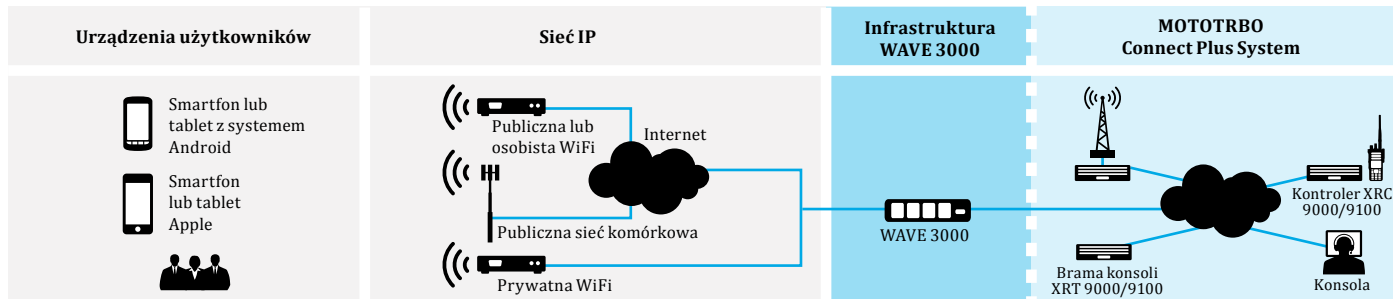 Urządzenia użytkowników
Sieć IP
Infrastruktura
WAVE 3000
MOTOTRBO
Connect Plus System
Smartfon lub
tablet z systemem
Android
Smartfon
lub tablet
Apple
Publiczna lub
osobista WiFi
Internet
Publiczna sieć komórkowa
Prywatna WiFi
WAVE 3000
Kontroler XRC
9000/9100
Brama konsoli
XRT 9000/9100
Konsola